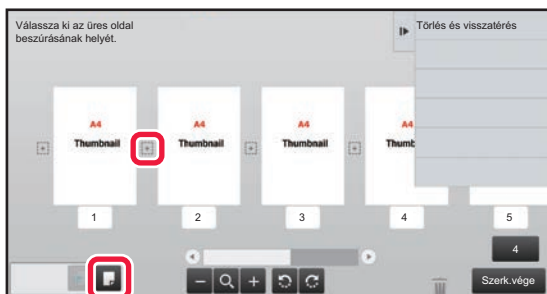 Válassza ki az üres oldal
beszúrásának helyét.
Törlés és visszatérés
A4
Thumbnail
A4
Thumbnail
A4
Thumbnail
A4
Thumb
1
2
3
4
5
4
Szerk.vége